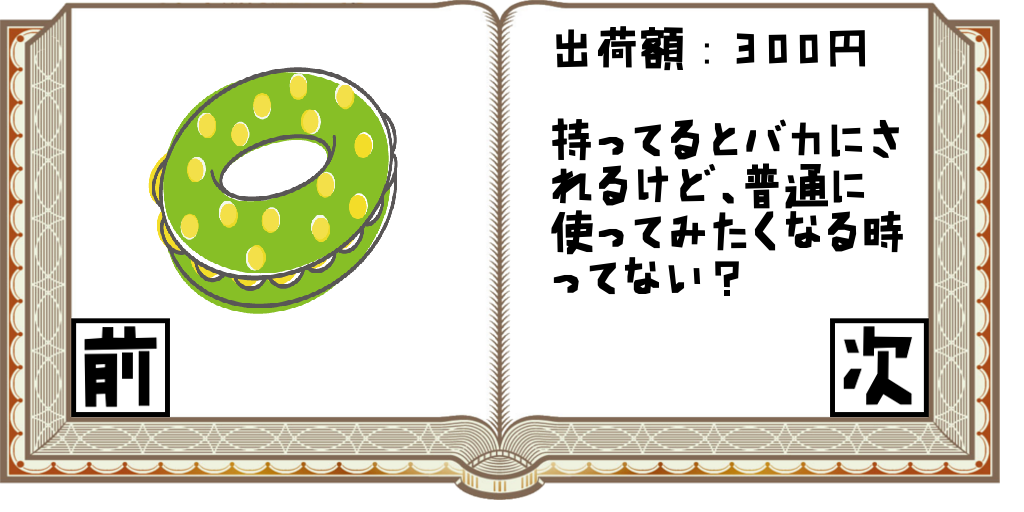 出荷額：３００円
持ってるとバカにさ
れるけど、普通に
使ってみたくなる時
ってない？
前
次